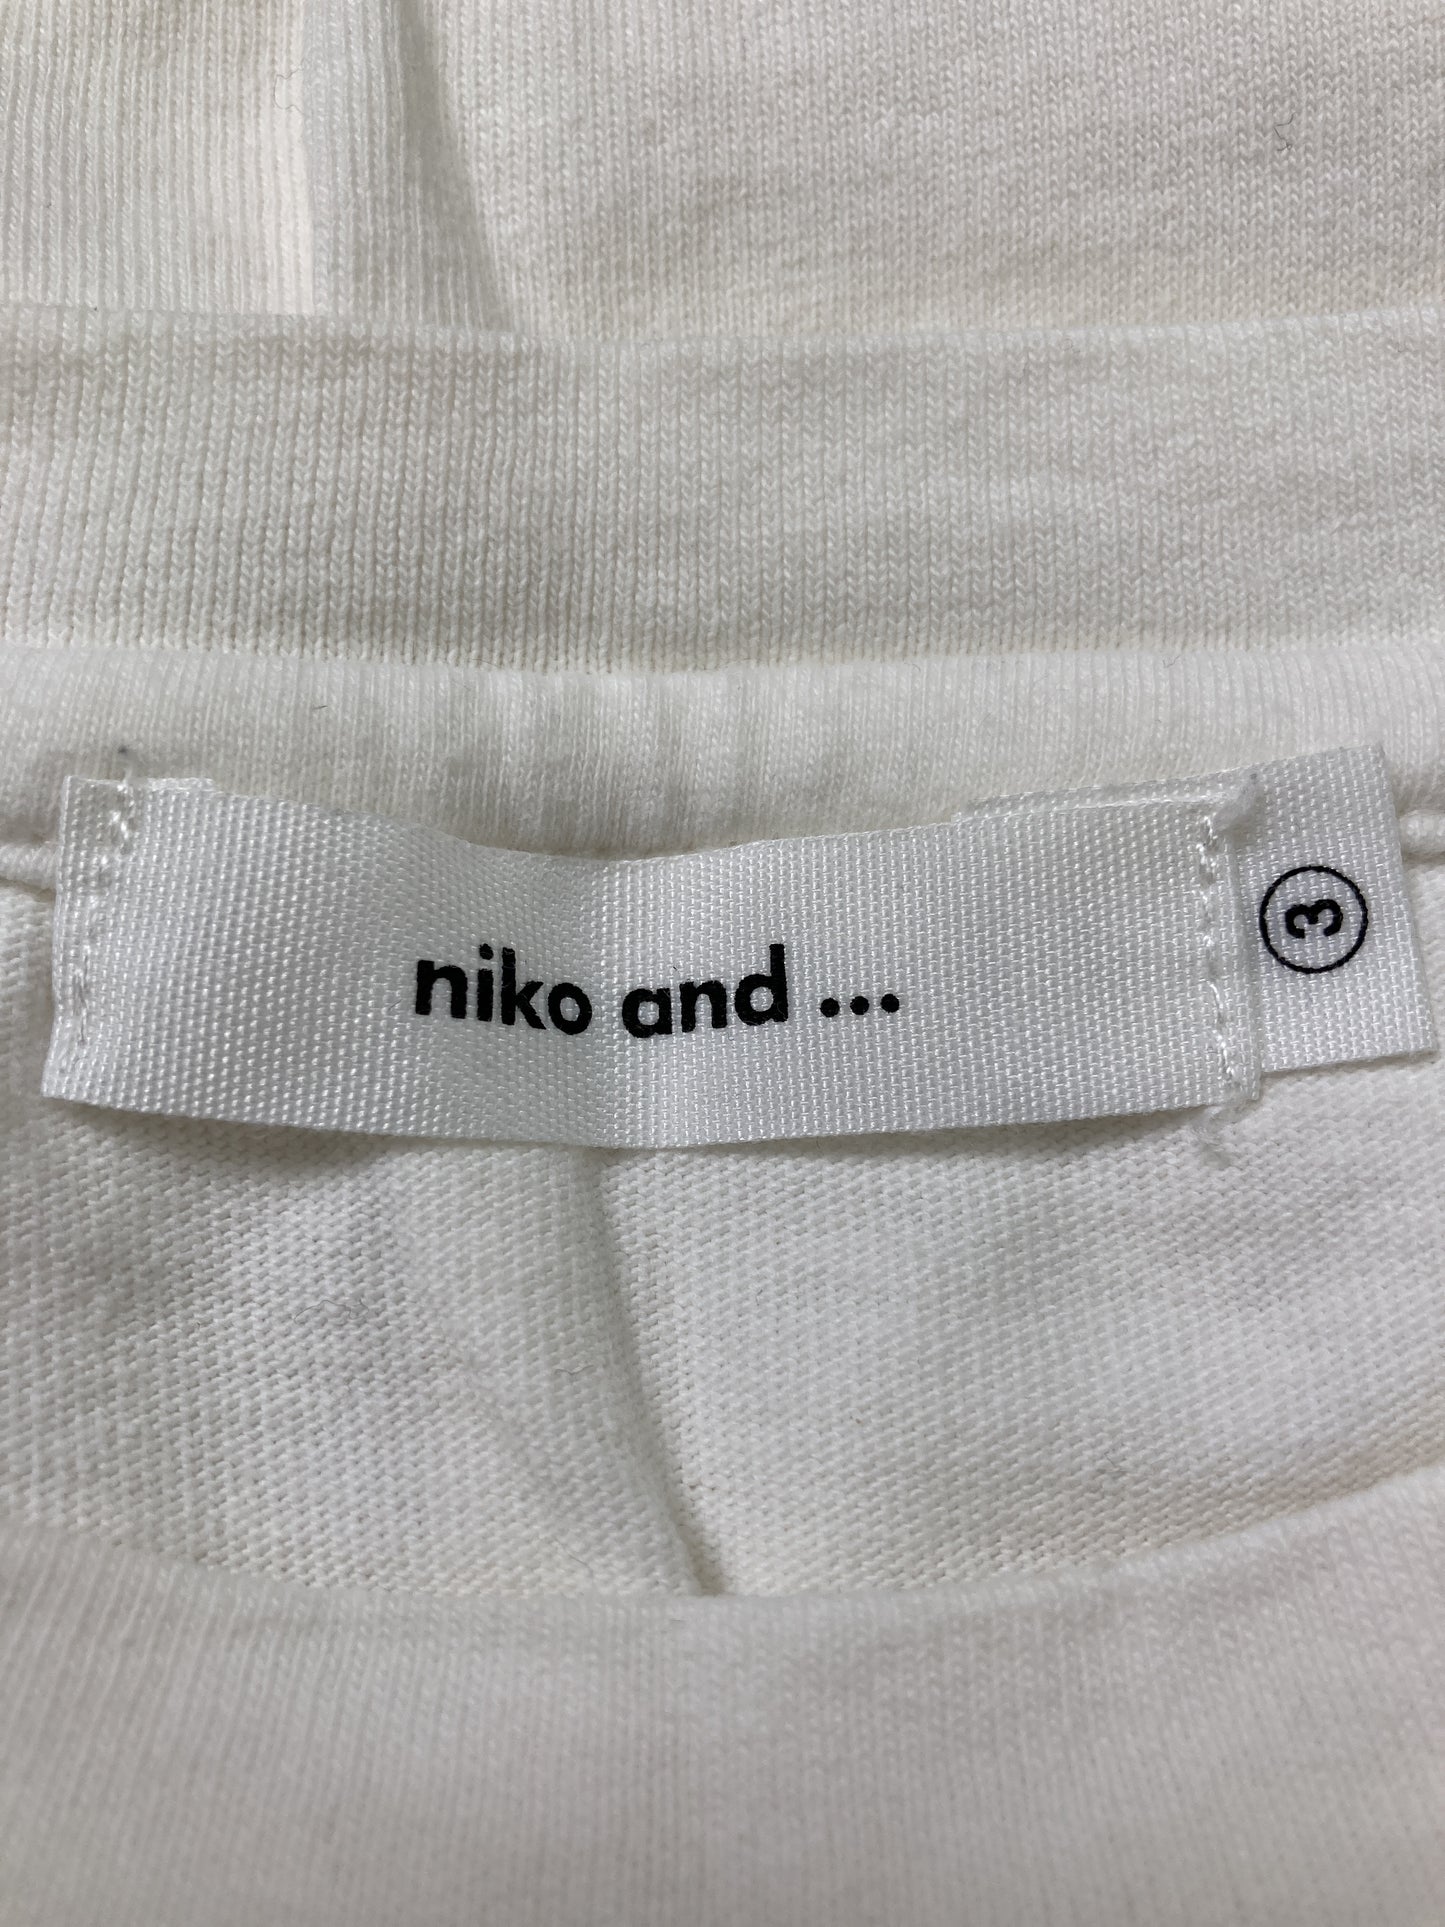 niko and ...
3